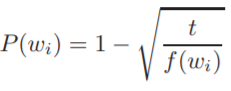 P(w_i) = 1 - \sqrt{\frac{t}{f(w_i)}}